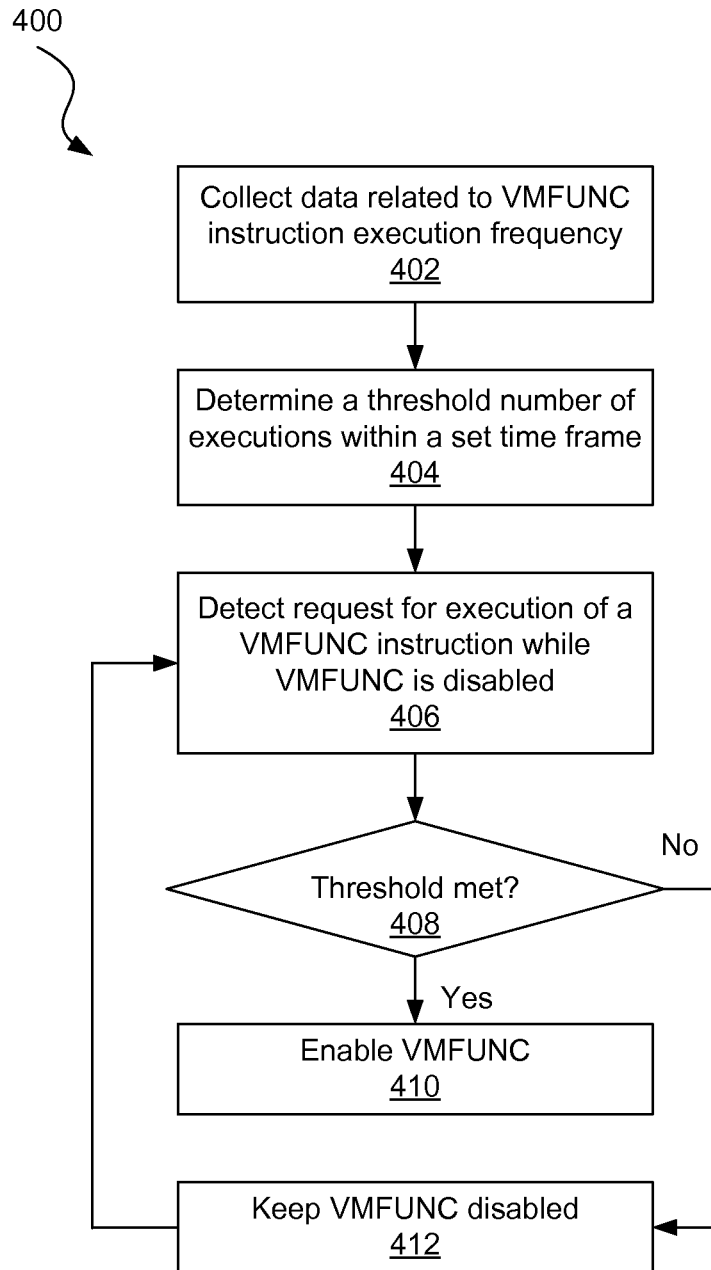 400
Collect data related to VMFUNC
instruction execution frequency
402
Determine a threshold number of
executions within a set time frame
404
Detect request for execution of a
VMFUNC instruction while
VMFUNC is disabled
406
No
Threshold met?
408
Yes
Enable VMFUNC
410
Keep VMFUNC disabled
412